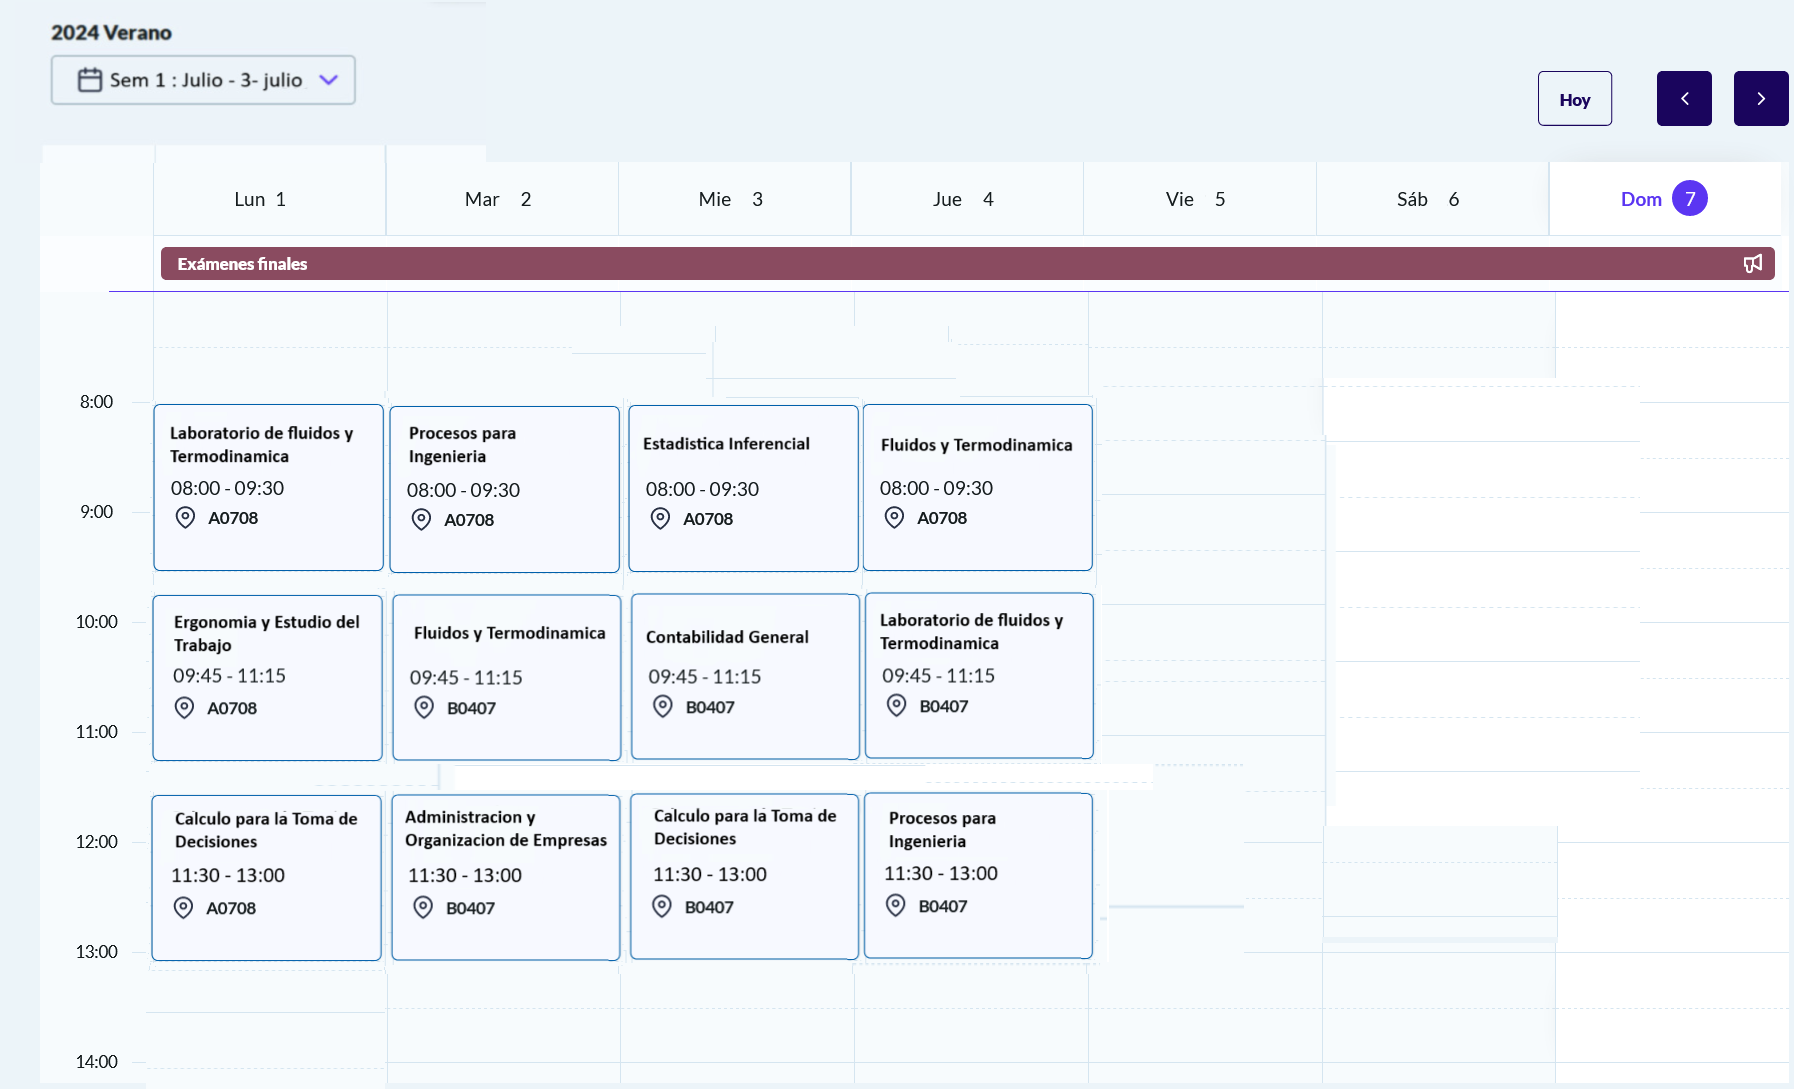 2024 Verano
Sem 1 : Julio - 3- julio
Hoy
Lun 1
Mar 2
Mie 3
Jue 4
Vie 5
Sáb 6
Dom 7
Exámenes finales
8:00
Laboratorio de fluidos y
Termodinamica
08:00 - 09:30
A0708
Procesos para
Ingenieria
08:00 - 09:30
A0708
Estadistica Inferencial
08:00 - 09:30
A0708
Fluidos y Termodinamica
08:00 - 09:30
A0708
9:00
10:00
Ergonomia y Estudio del
Trabajo
09:45 - 11:15
A0708
Fluidos y Termodinamica
09:45 - 11:15
B0407
Contabilidad General
09:45 - 11:15
B0407
Laboratorio de fluidos y
Termodinamica
09:45 - 11:15
B0407
11:00
12:00
Calculo para la Toma de
Decisiones
11:30 - 13:00
A0708
Administracion y
Organizacion de Empresas
11:30 - 13:00
B0407
Calculo para la Toma de
Decisiones
11:30 - 13:00
B0407
Procesos para
Ingenieria
11:30 - 13:00
B0407
13:00
14:00